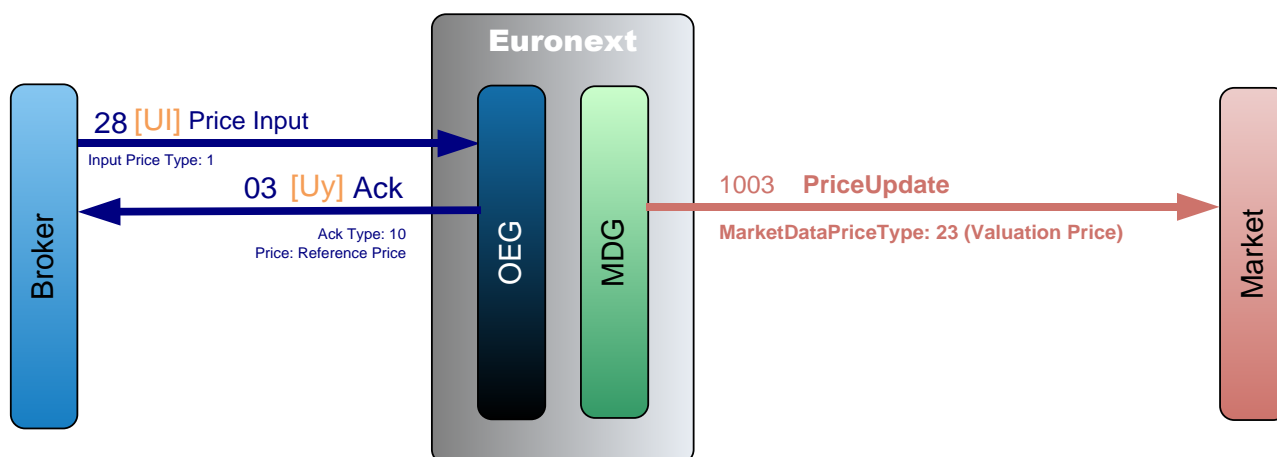 Euronext
28 [UI] Price Input
Input Price Type: 1
03 [Uy] Ack
Ack Type: 10
Price: Reference Price
1003 PriceUpdate
MarketDataPriceType: 23 (Valuation Price)
Broker
OEG
MDG
Market